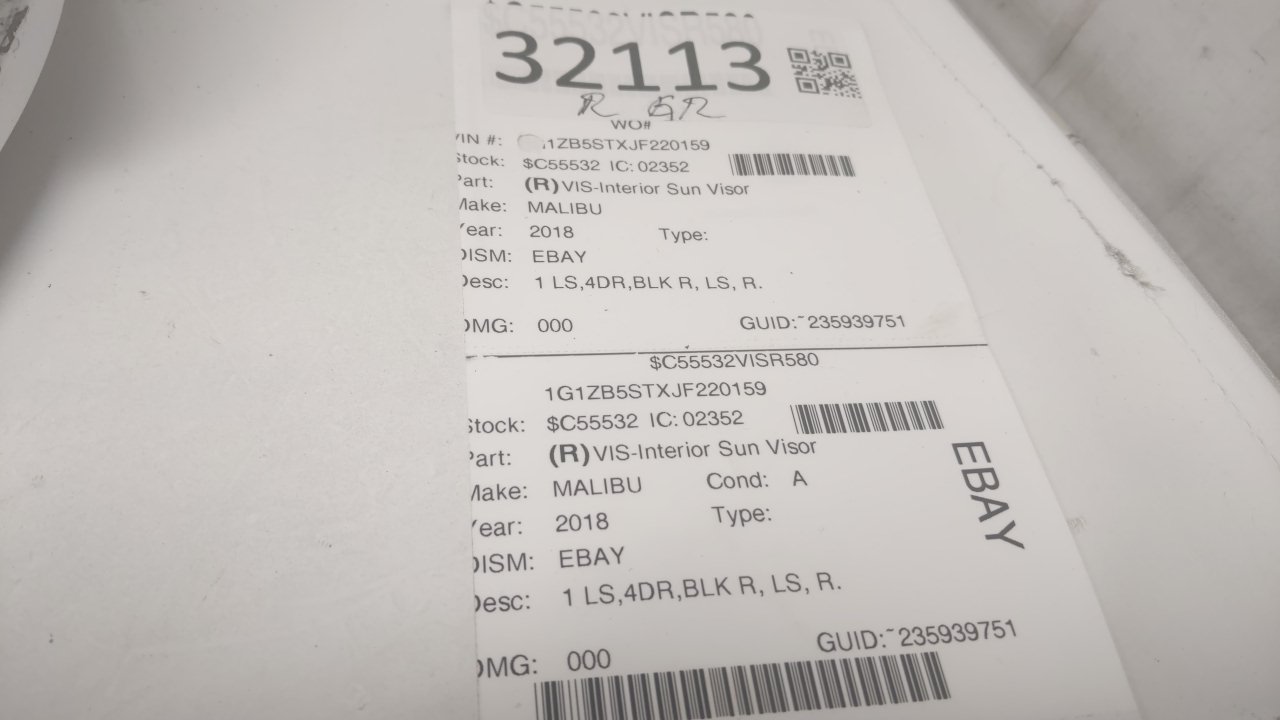 $C55532VISR580
32113
R GR
WO#
VIN #: 1ZB5STXJF220159
Stock: $C55532 IC: 02352
Part: (R)VIS-Interior Sun Visor
Make: MALIBU
Year: 2018 Type:
DISM: EBAY
Desc: 1 LS,4DR,BLK R, LS, R.
DMG: 000 GUID:~235939751
$C55532VISR580
1G1ZB5STXJF220159
Stock: $C55532 IC: 02352
Part: (R)VIS-Interior Sun Visor
Make: MALIBU Cond: A
Year: 2018 Type:
DISM: EBAY
Desc: 1 LS,4DR,BLK R, LS, R.
DMG: 000 GUID:~235939751
EBAY